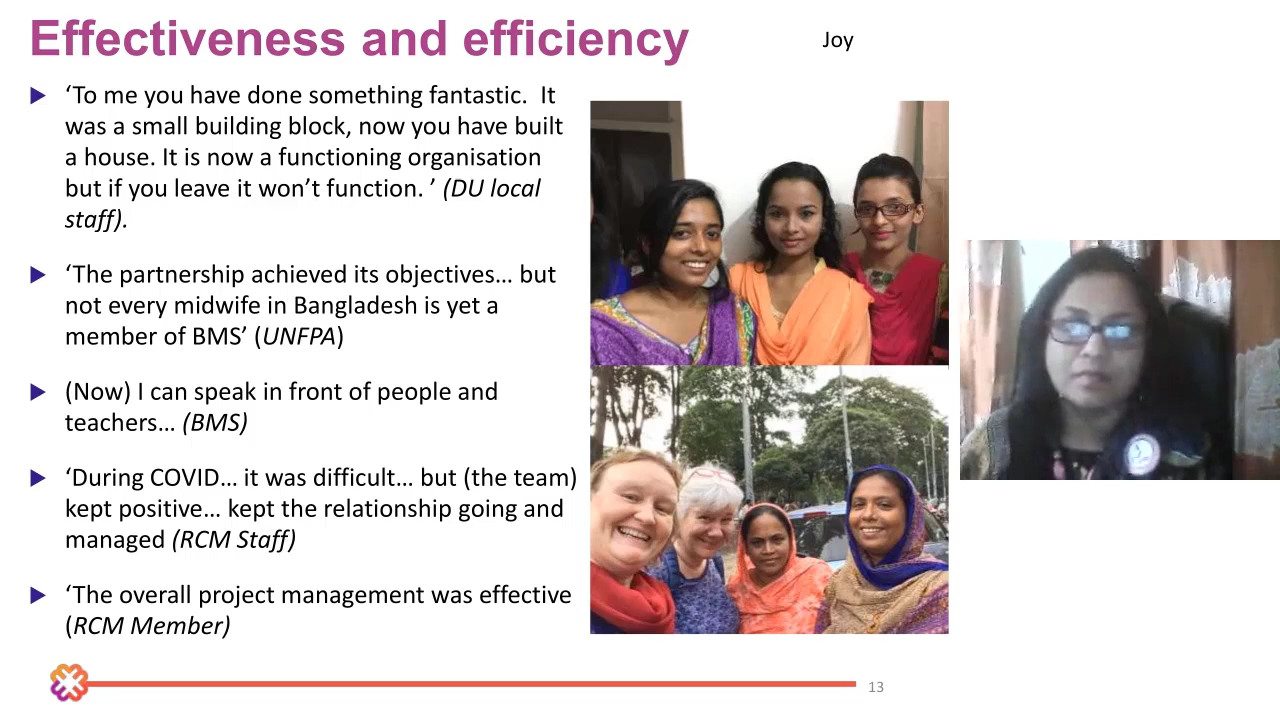 Effectiveness and efficiency
Joy
‘To me you have done something fantastic.  It
was a small building block, now you have built
a house. It is now a functioning organisation
but if you leave it won’t function. ’ (DU local
staff).
‘The partnership achieved its objectives… but
not every midwife in Bangladesh is yet a
member of BMS’ (UNFPA)
(Now) I can speak in front of people and
teachers… (BMS)
‘During COVID… it was difficult… but (the team)
kept positive… kept the relationship going and
managed (RCM Staff)
‘The overall project management was effective
(RCM Member)
13